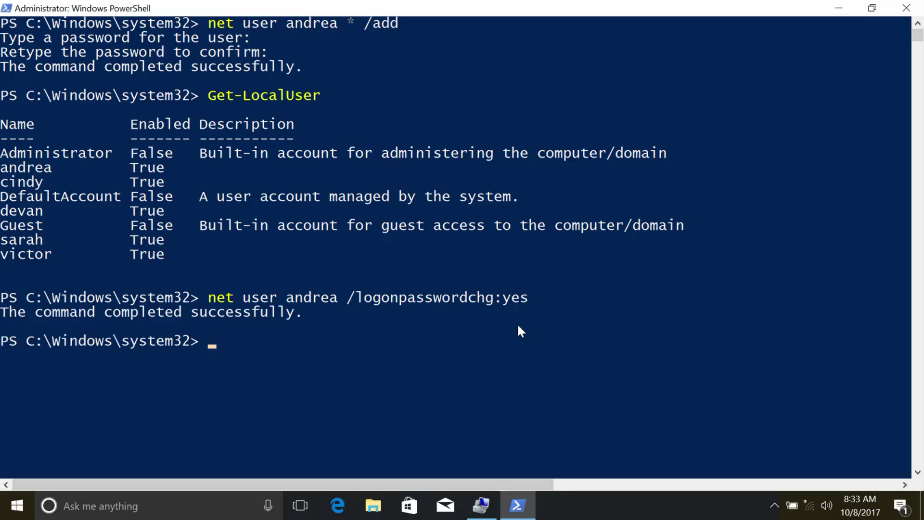 Administrator: Windows PowerShell
PS C:\Windows\system32> net user andrea * /add
Type a password for the user:
Retype the password to confirm:
The command completed successfully.
PS C:\Windows\system32> Get-LocalUser
Name Enabled Description
---- ------- -----------
Administrator False Built-in account for administering the computer/domain
andrea True
cindy True
DefaultAccount False A user account managed by the system.
devan True
Guest False Built-in account for guest access to the computer/domain
sarah True
victor True
PS C:\Windows\system32> net user andrea /logonpasswordchg:yes
The command completed successfully.
PS C:\Windows\system32> _
Ask me anything
8:33 AM
10/8/2017
1